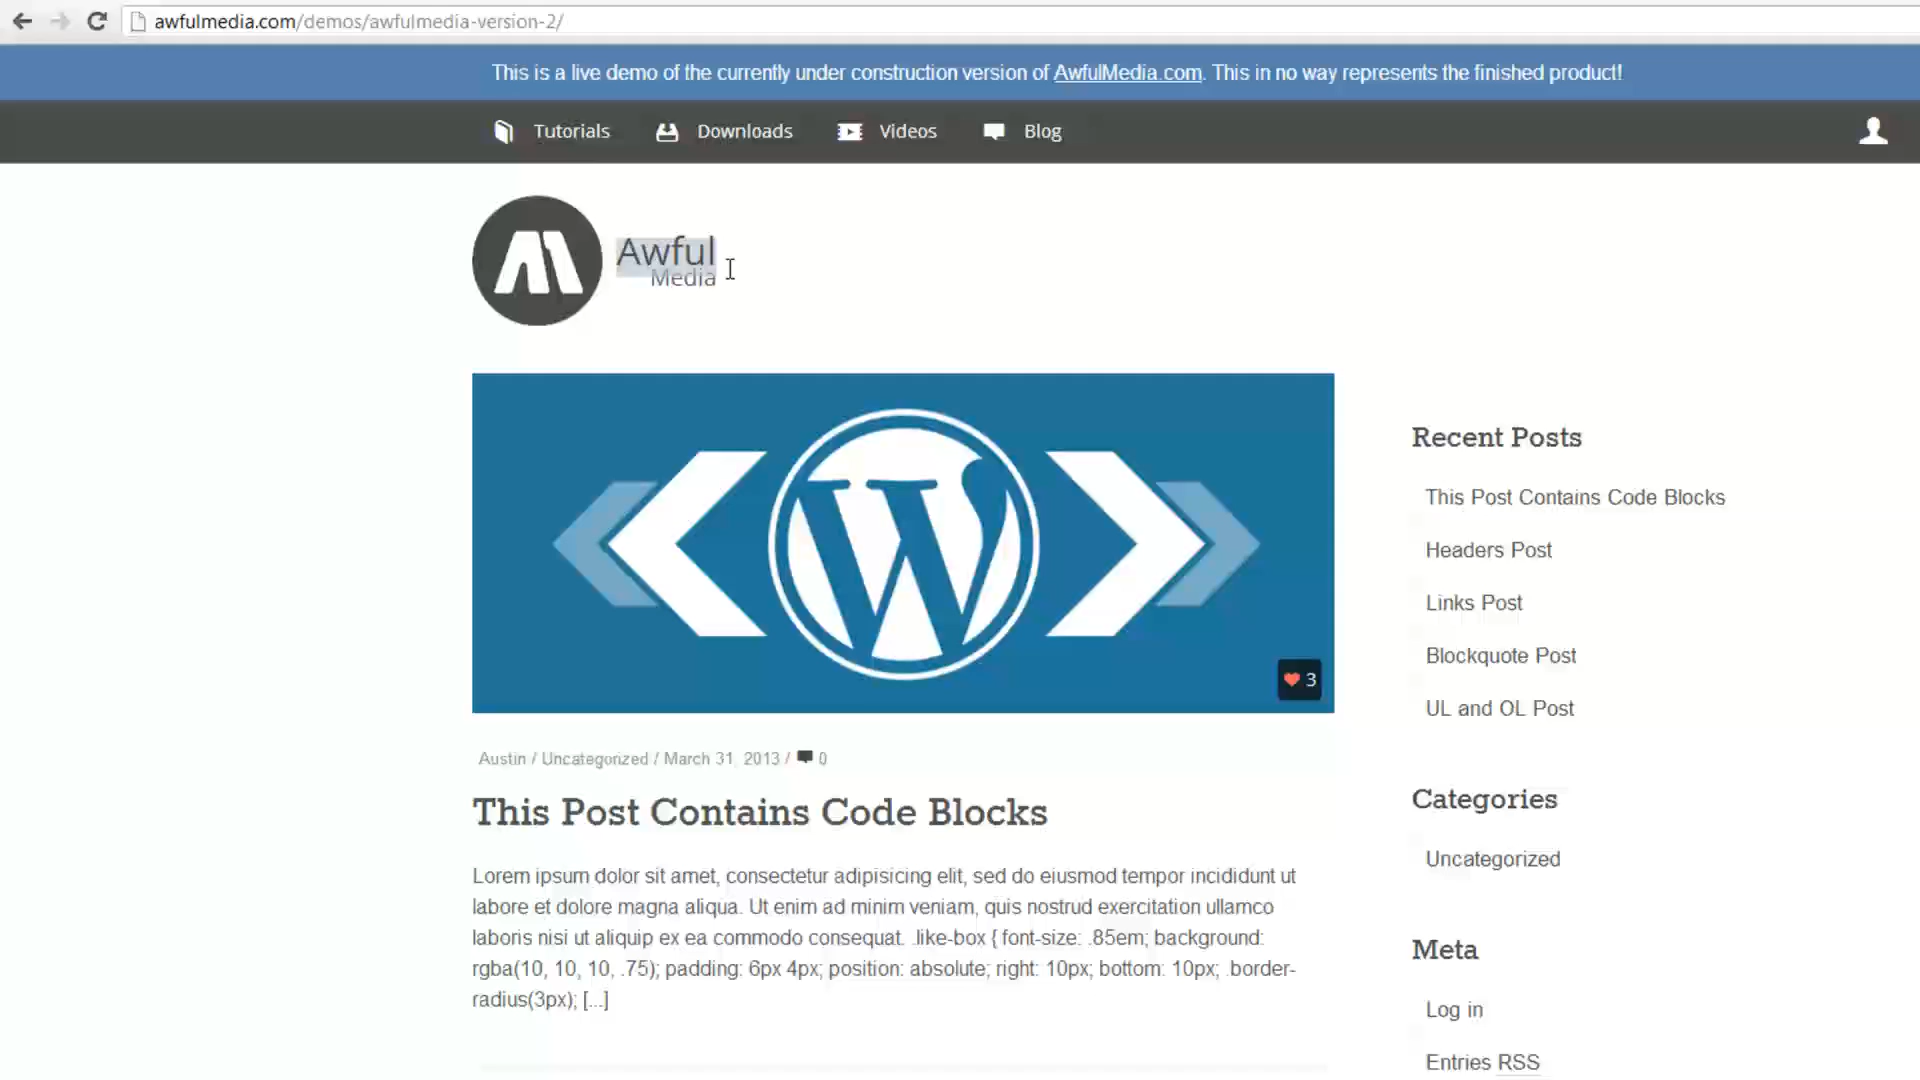 awfulmedia.com/demos/awfulmedia-version-2/
This is a live demo of the currently under construction version of AwfulMedia.com. This in no way represents the finished product!
Tutorials Downloads Videos Blog
Awful
Media
3
Austin / Uncategorized / March 31, 2013 / 0
This Post Contains Code Blocks
Lorem ipsum dolor sit amet, consectetur adipisicing elit, sed do eiusmod tempor incididunt ut
labore et dolore magna aliqua. Ut enim ad minim veniam, quis nostrud exercitation ullamco
laboris nisi ut aliquip ex ea commodo consequat. .like-box { font-size: .85em; background:
rgba(10, 10, 10, .75); padding: 6px 4px; position: absolute; right: 10px; bottom: 10px; .border-
radius(3px); [...]
Recent Posts
This Post Contains Code Blocks
Headers Post
Links Post
Blockquote Post
UL and OL Post
Categories
Uncategorized
Meta
Log in
Entries RSS